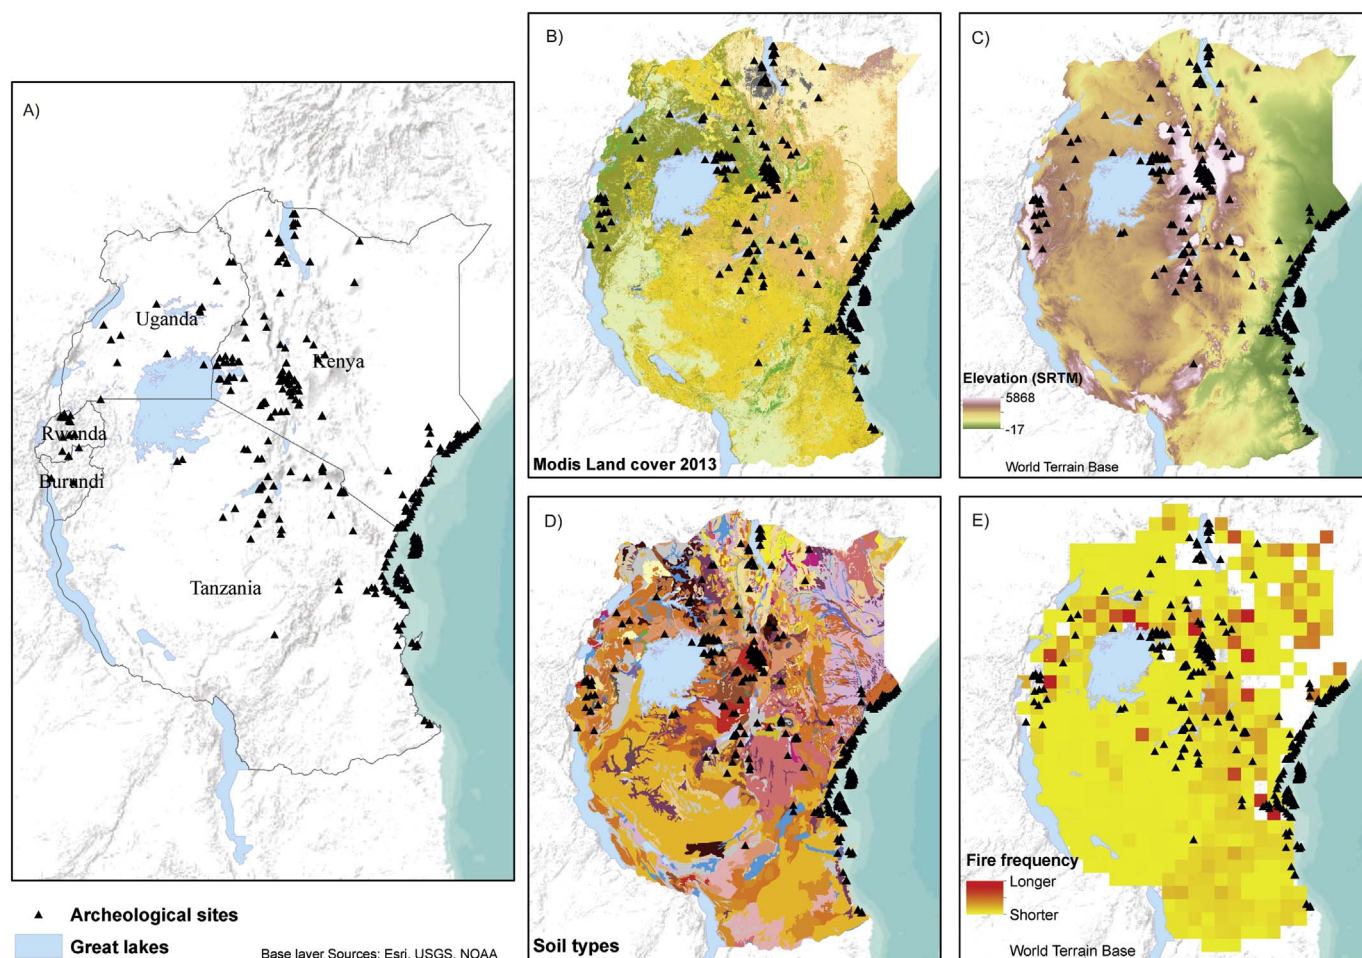 A)
Uganda
Kenya
Rwanda
Burundi
Tanzania
Archeological sites
Great lakes
Base layer Sources: Esri, USGS, NOAA
B)
Modis Land cover 2013
C)
Elevation (SRTM)
5868
-17
World Terrain Base
D)
Soil types
E)
Fire frequency
Longer
Shorter
World Terrain Base